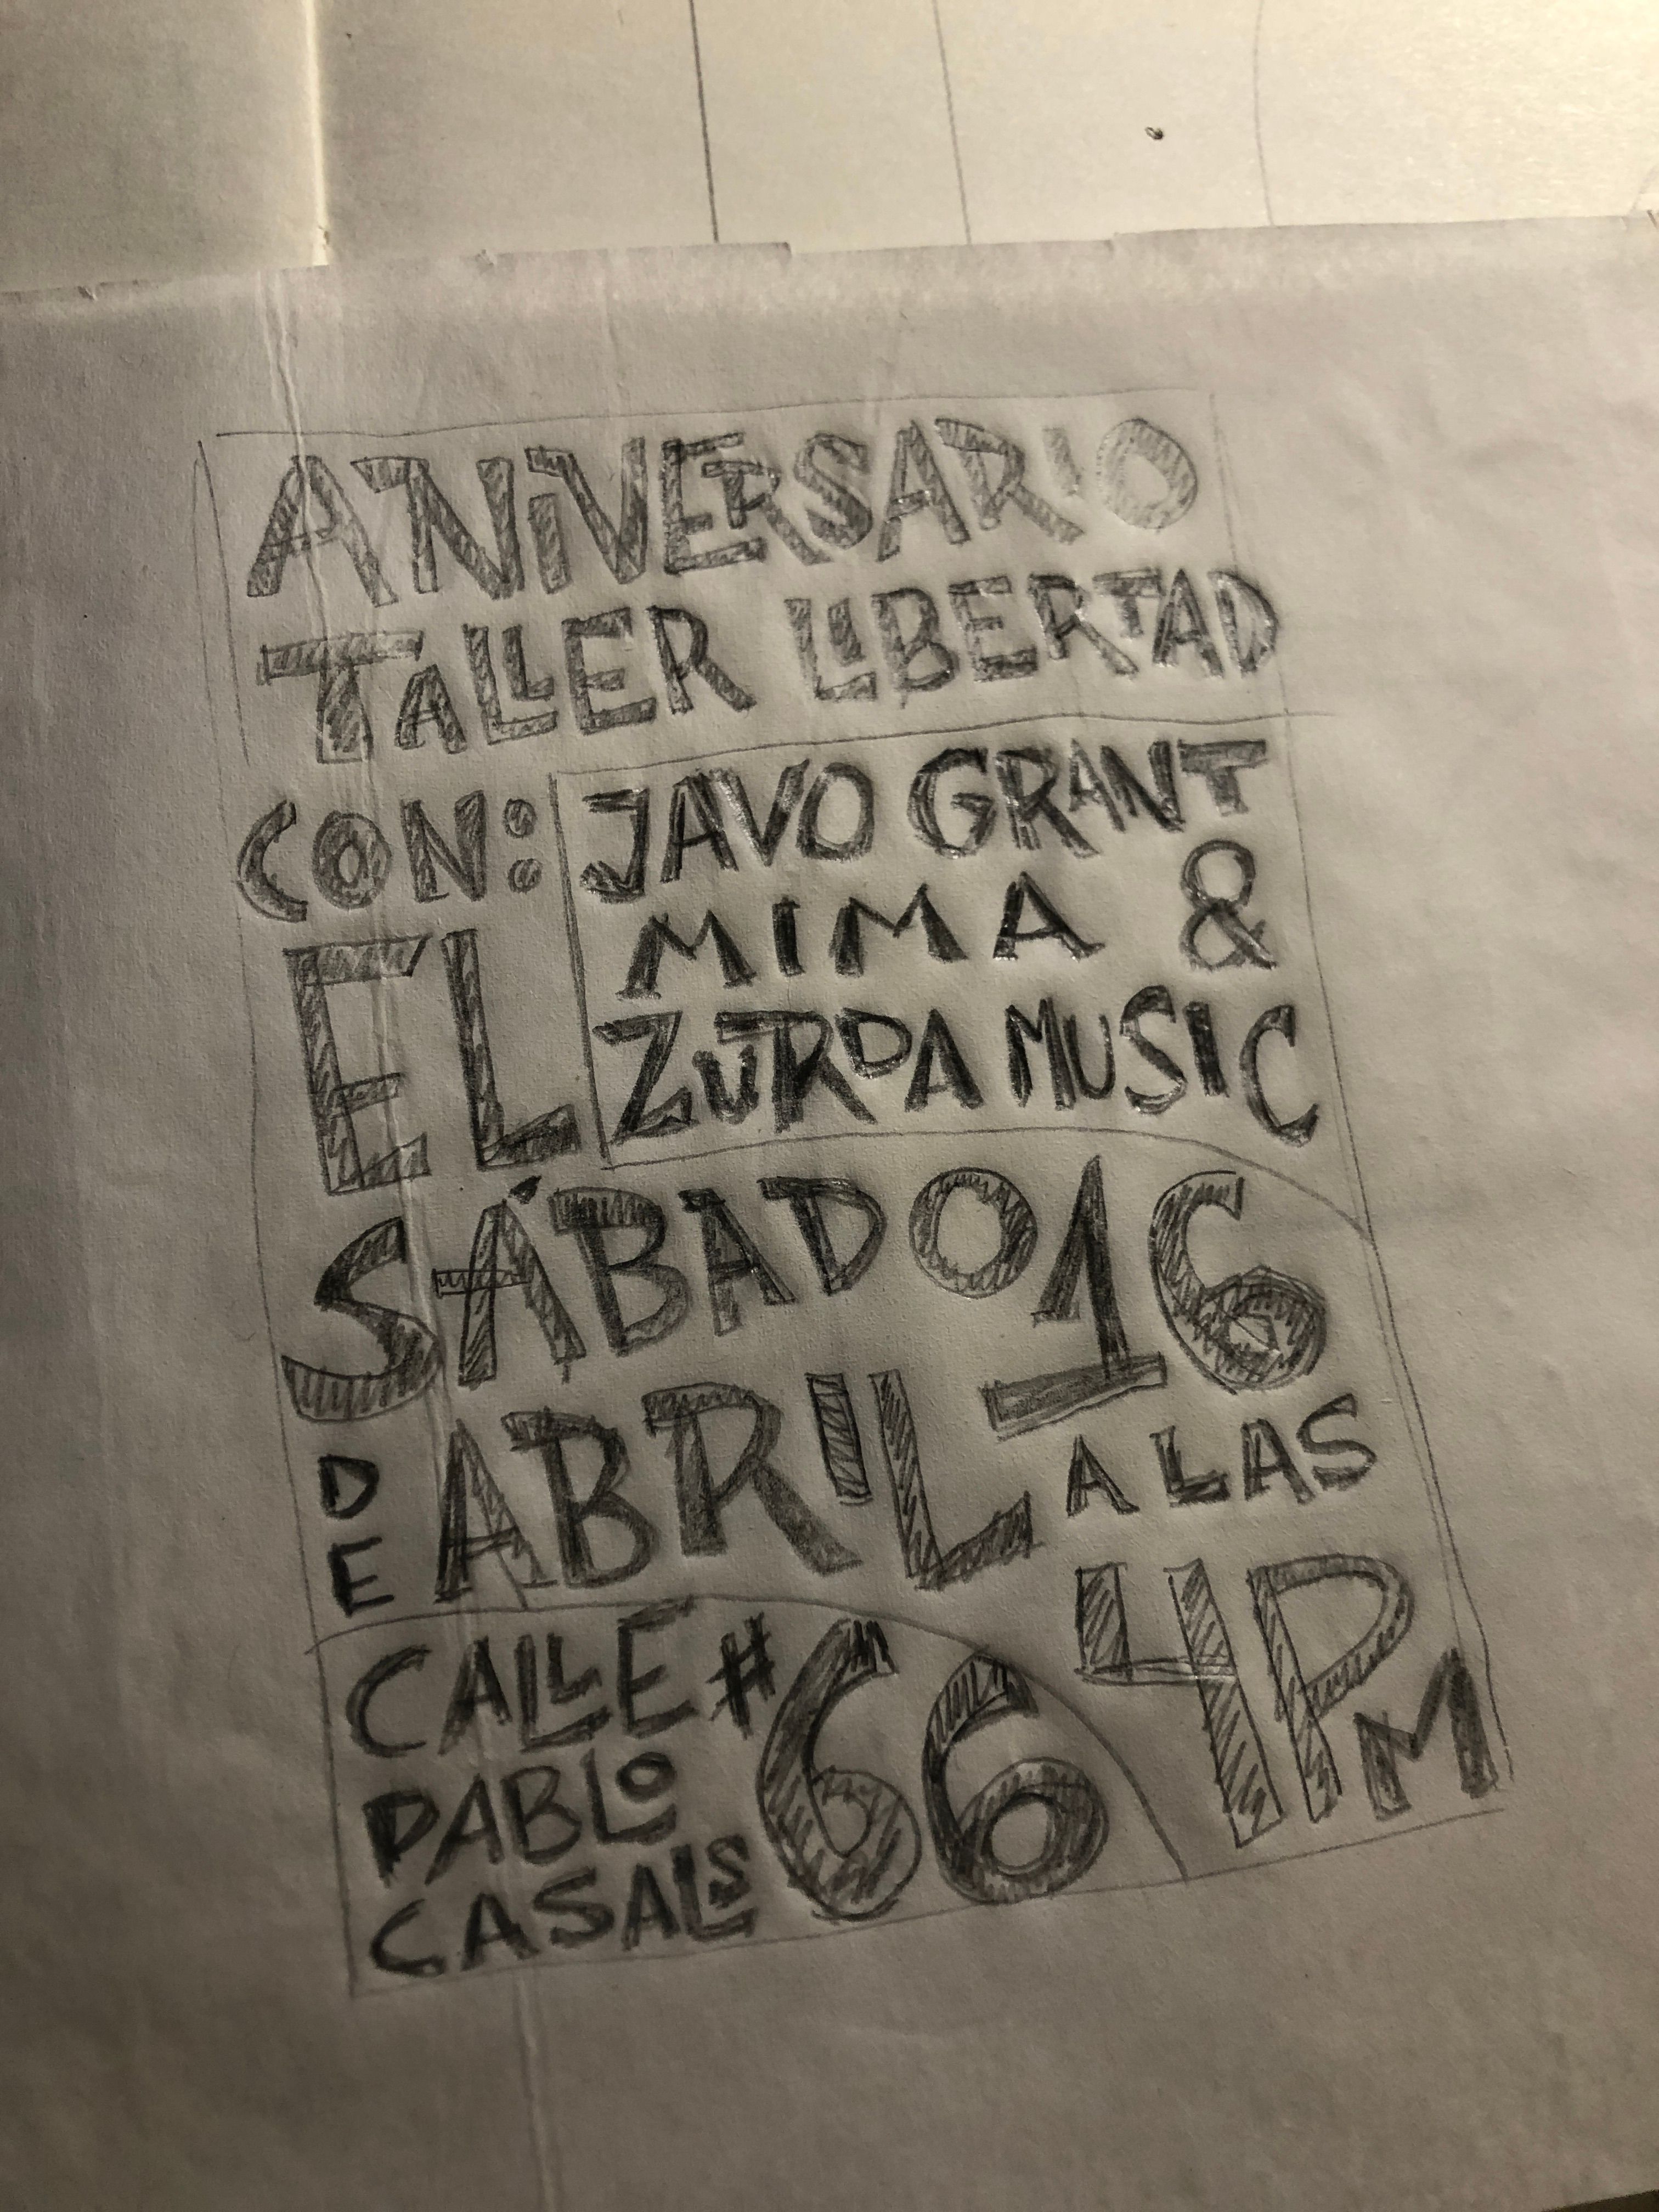 ANiVERSARiO
TALLER LIBERTAD
CON:
JAVO GRANT
MIMA &
ZURDA MUSIC
EL
SÁBADO 16
DE ABRIL A LAS
4PM
CALLE # 66
PABLO
CASALS